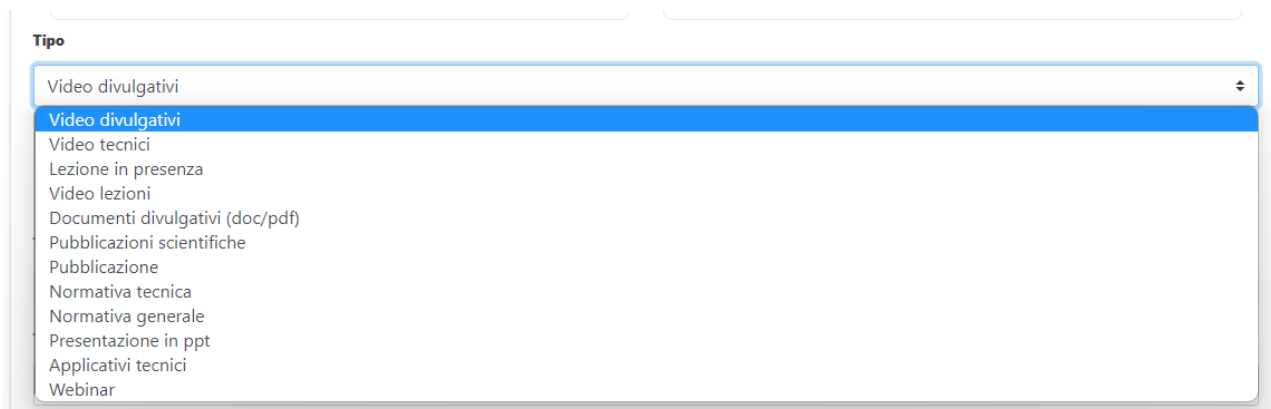 Tipo
Video divulgativi
Video divulgativi
Video tecnici
Lezione in presenza
Video lezioni
Documenti divulgativi (doc/pdf)
Pubblicazioni scientifiche
Pubblicazione
Normativa tecnica
Normativa generale
Presentazione in ppt
Applicativi tecnici
Webinar